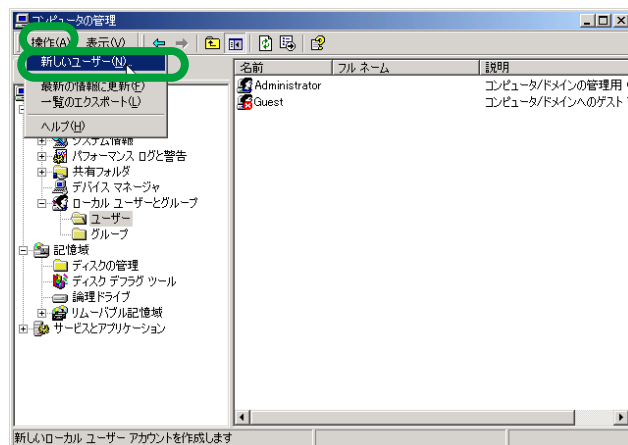 コンピュータの管理
操作(A) 表示(V)
新しいユーザー(N)...
最新の情報に更新(F)
一覧のエクスポート(L)
ヘルプ(H)
名前 フル ネーム 説明
Administrator コンピュータ/ドメインの管理用
Guest コンピュータ/ドメインへのゲスト
システム情報
パフォーマンス ログと警告
共有フォルダ
デバイス マネージャ
ローカル ユーザーとグループ
ユーザー
グループ
記憶域
ディスクの管理
ディスク デフラグ ツール
論理ドライブ
リムーバブル記憶域
サービスとアプリケーション
新しいローカル ユーザー アカウントを作成します